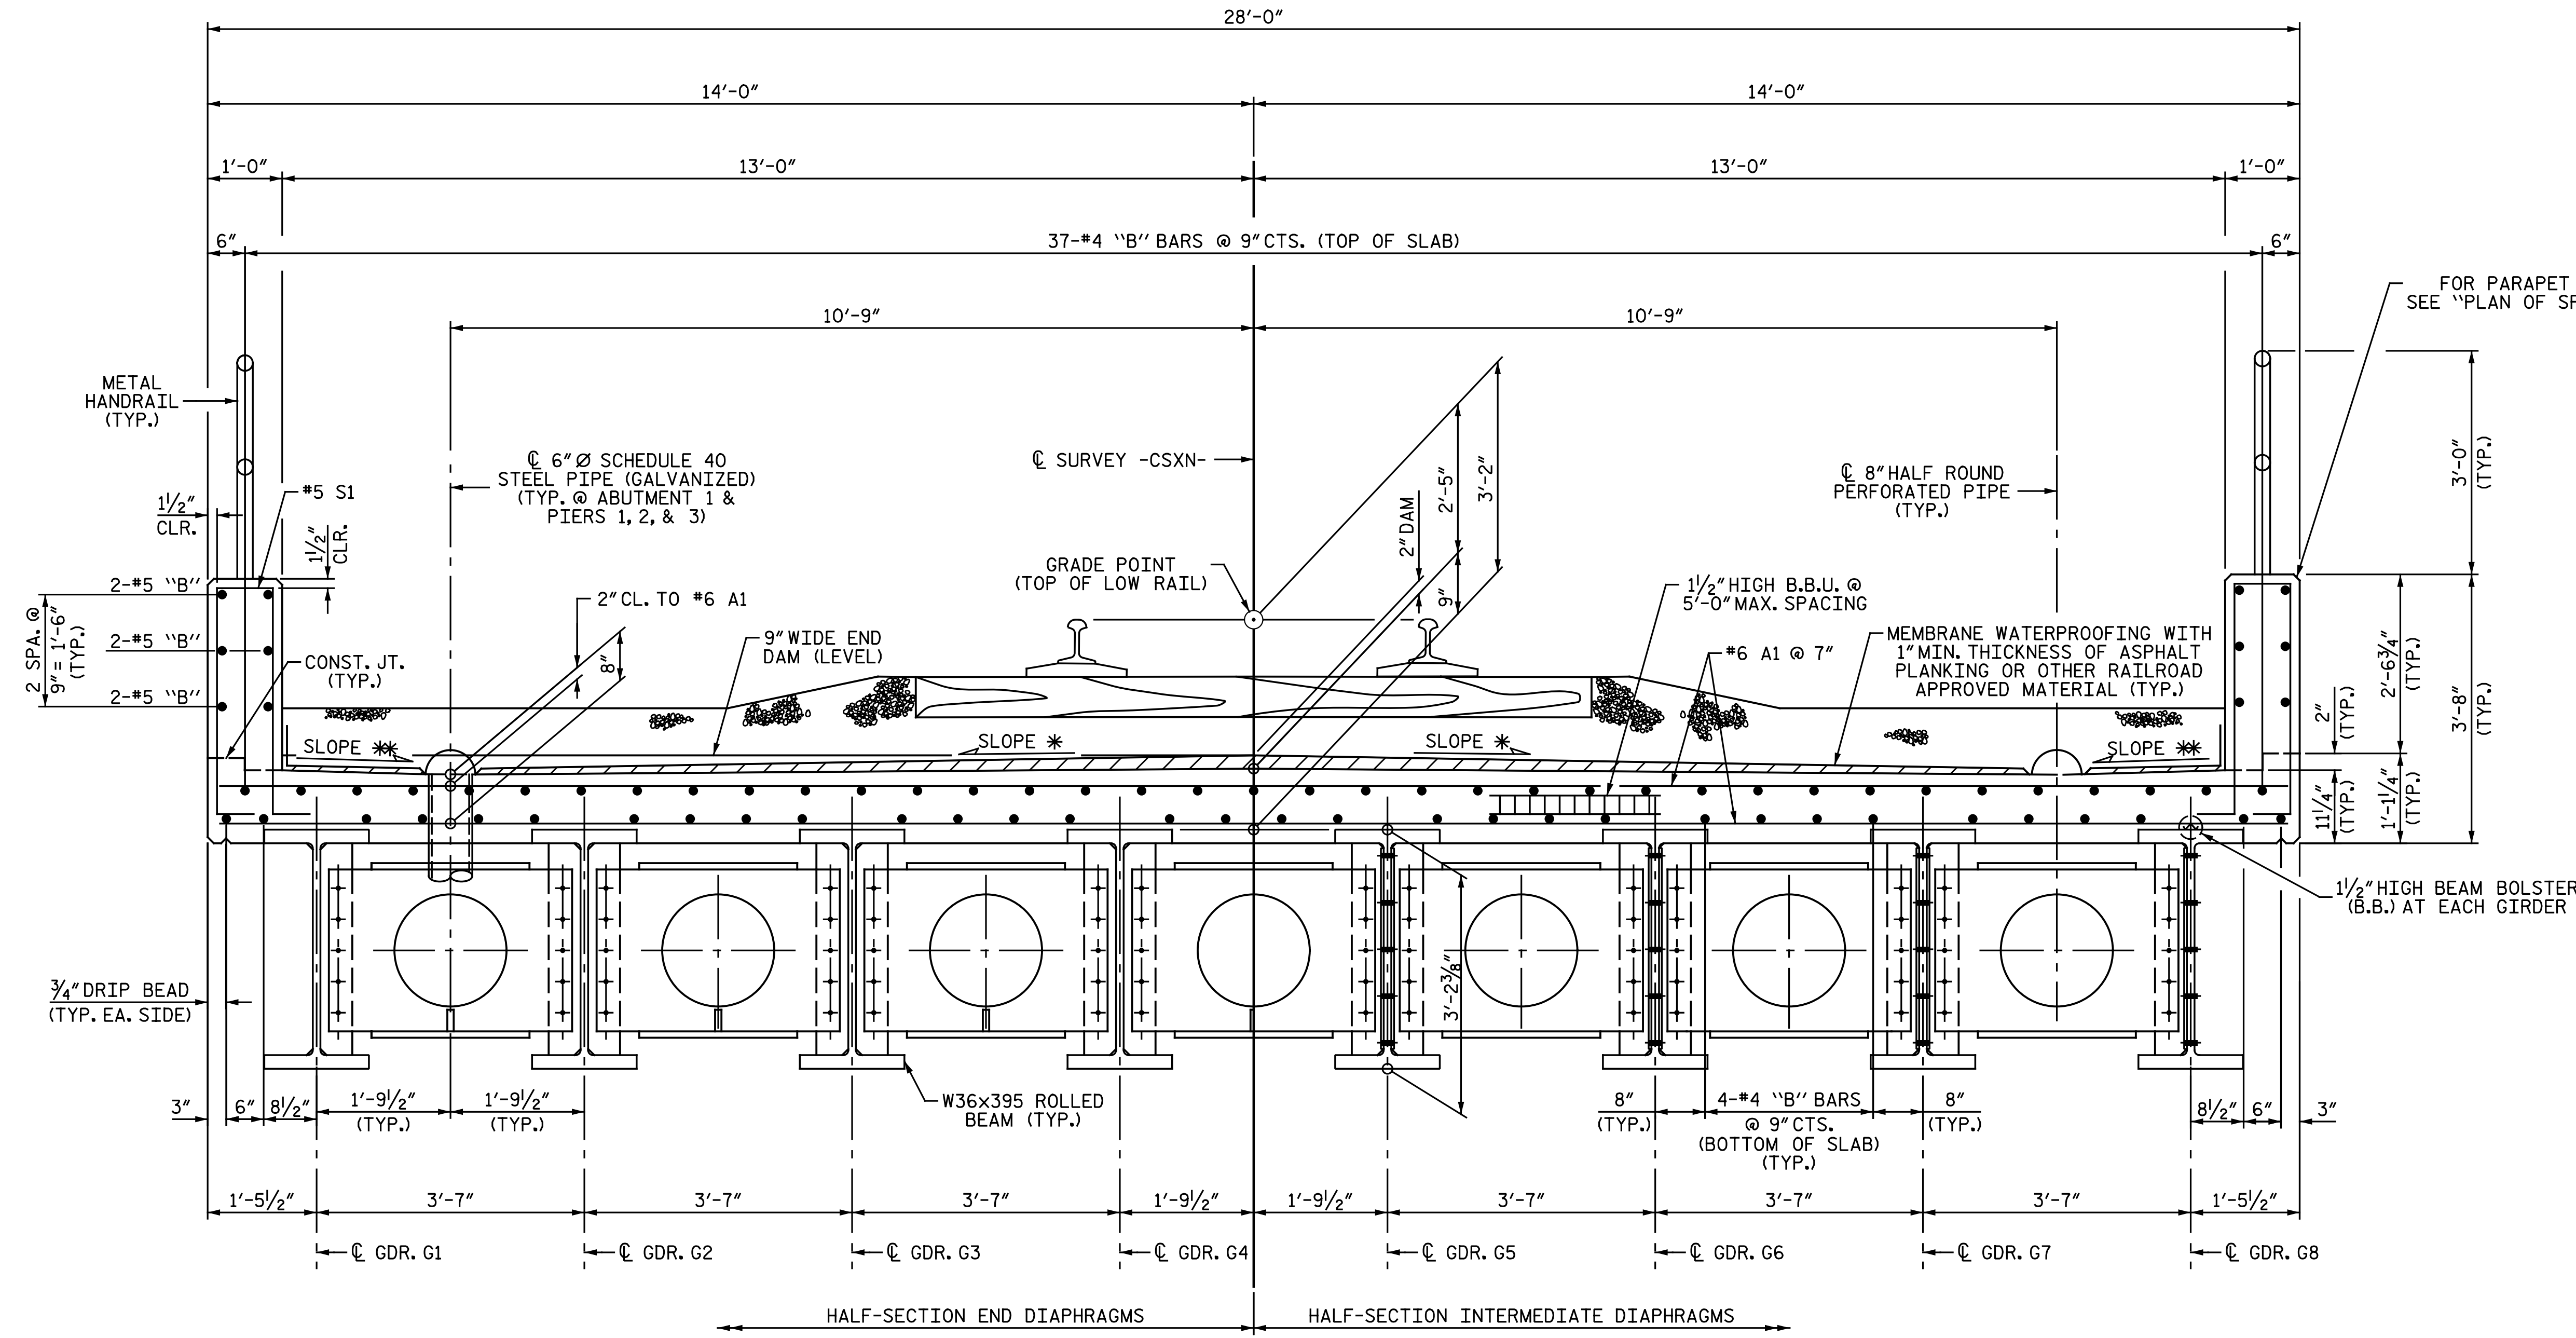 28'-0"
14'-0"
14'-0"
1'-0"
13'-0"
13'-0"
1'-0"
6"
37-#4 "B" BARS @ 9" CTS. (TOP OF SLAB)
6"
FOR PARAPET
SEE "PLAN OF
10'-9"
10'-9"
METAL
HANDRAIL
(TYP.)
℄ 6" Ø SCHEDULE 40
STEEL PIPE (GALVANIZED)
(TYP. @ ABUTMENT 1 &
PIERS 1, 2, & 3)
℄ SURVEY -CSXN-
2" DAM
2'-5"
3'-2"
9"
℄ 8" HALF ROUND
PERFORATED PIPE
(TYP.)
3'-0"
(TYP.)
1½"
CLR.
#5 S1
1½"
CLR.
GRADE POINT
(TOP OF LOW RAIL)
1½" HIGH B.B.U. @
5'-0" MAX. SPACING
2-#5 "B"
2-#5 "B"
2-#5 "B"
2 SPA. @
9" = 1'-6"
(TYP.)
2" CL. TO #6 A1
8"
CONST. JT.
(TYP.)
9" WIDE END
DAM (LEVEL)
#6 A1 @ 7"
MEMBRANE WATERPROOFING WITH
1" MIN. THICKNESS OF ASPHALT
PLANKING OR OTHER RAILROAD
APPROVED MATERIAL (TYP.)
2'-6¾"
(TYP.)
3'-8"
(TYP.)
2"
(TYP.)
11¼"
(TYP.)
1'-1¼"
(TYP.)
SLOPE **
SLOPE *
SLOPE *
SLOPE **
1½" HIGH BEAM BOLSTER
(B.B.) AT EACH GIRDER
¾" DRIP BEAD
(TYP. EA. SIDE)
3'-2⅜"
3"
6"
8½"
1'-9½"
(TYP.)
1'-9½"
(TYP.)
W36x395 ROLLED
BEAM (TYP.)
8"
(TYP.)
4-#4 "B" BARS
@ 9" CTS.
(BOTTOM OF SLAB)
(TYP.)
8"
(TYP.)
8½"
6"
3"
1'-5½"
3'-7"
3'-7"
3'-7"
1'-9½"
1'-9½"
3'-7"
3'-7"
3'-7"
1'-5½"
℄ GDR. G1
℄ GDR. G2
℄ GDR. G3
℄ GDR. G4
℄ GDR. G5
℄ GDR. G6
℄ GDR. G7
℄ GDR. G8
HALF-SECTION END DIAPHRAGMS
HALF-SECTION INTERMEDIATE DIAPHRAGMS